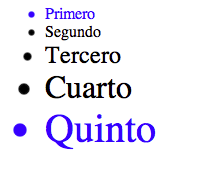 • Primero
• Segundo
• Tercero
• Cuarto
• Quinto